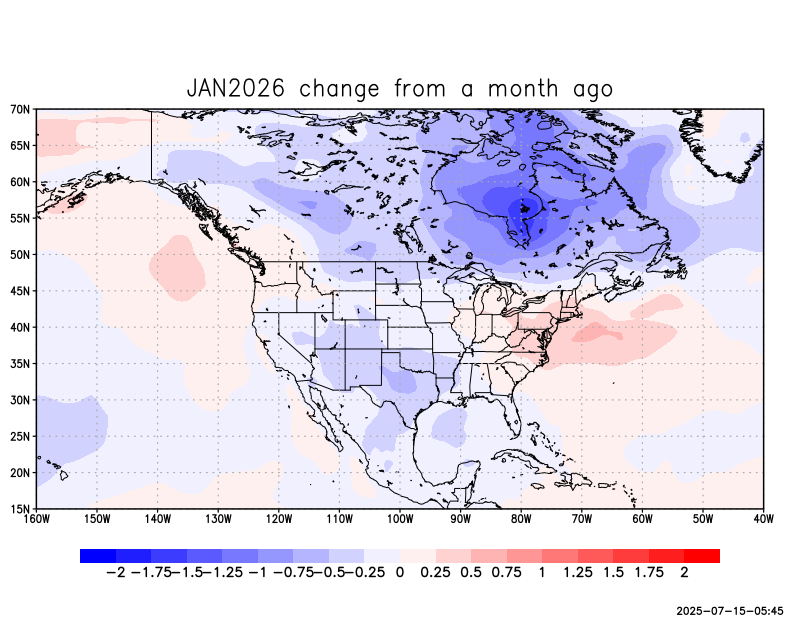 JAN2026 change from a month ago
70N
65N
60N
55N
50N
45N
40N
35N
30N
25N
20N
15N
160W 150W 140W 130W 120W 110W 100W 90W 80W 70W 60W 50W 40W
-2 -1.75 -1.5 -1.25 -1 -0.75 -0.5 -0.25 0 0.25 0.5 0.75 1 1.25 1.5 1.75 2
2025-07-15-05:45